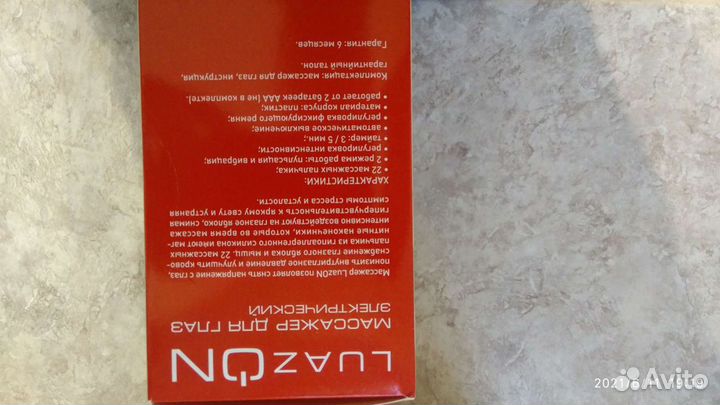 LUAZON
МАССАЖЕР ДЛЯ ГЛАЗ
ЭЛЕКТРИЧЕСКИЙ
Массажер LuazON позволяет снять напряжение с глаз,
понизить внутриглазное давление и улучшить крово-
снабжение глазного яблока и мышц. 22 массажных
пальчика из гипоаллергенного силикона имеют маг-
нитные наконечники, которые во время массажа
интенсивно воздействуют на глазное яблоко, снимая
гиперчувствительность к яркому свету и устраняя
симптомы стресса и усталости.
ХАРАКТЕРИСТИКИ:
• 22 массажных пальчика;
• 2 режима работы: пульсация и вибрация;
• регулировка интенсивности;
• таймер: 3 / 5 мин.;
• автоматическое выключение;
• регулировка фиксирующего ремня;
• материал корпуса: пластик;
• работает от 2 батареек ААА (не в комплекте).
Комплектация: массажер для глаз, инструкция,
гарантийный талон.
Гарантия: 6 месяцев.
Avito